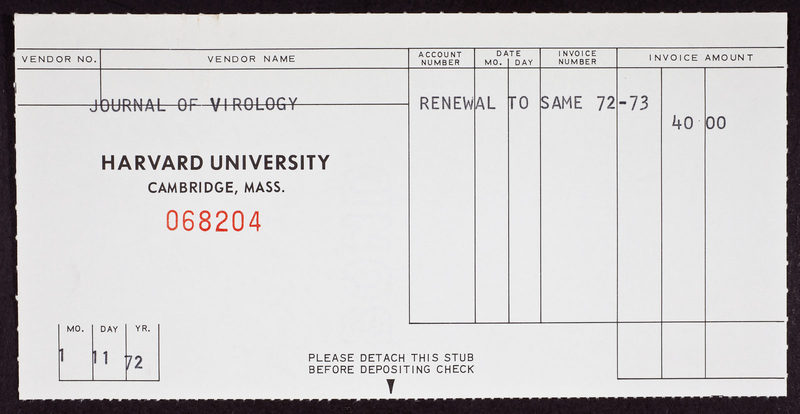 VENDOR NO. VENDOR NAME ACCOUNT NUMBER DATE MO. DAY INVOICE NUMBER INVOICE AMOUNT
JOURNAL OF VIROLOGY RENEWAL TO SAME 72-73
40 00
HARVARD UNIVERSITY
CAMBRIDGE, MASS.
068204
MO. DAY YR.
1 11 72
PLEASE DETACH THIS STUB
BEFORE DEPOSITING CHECK